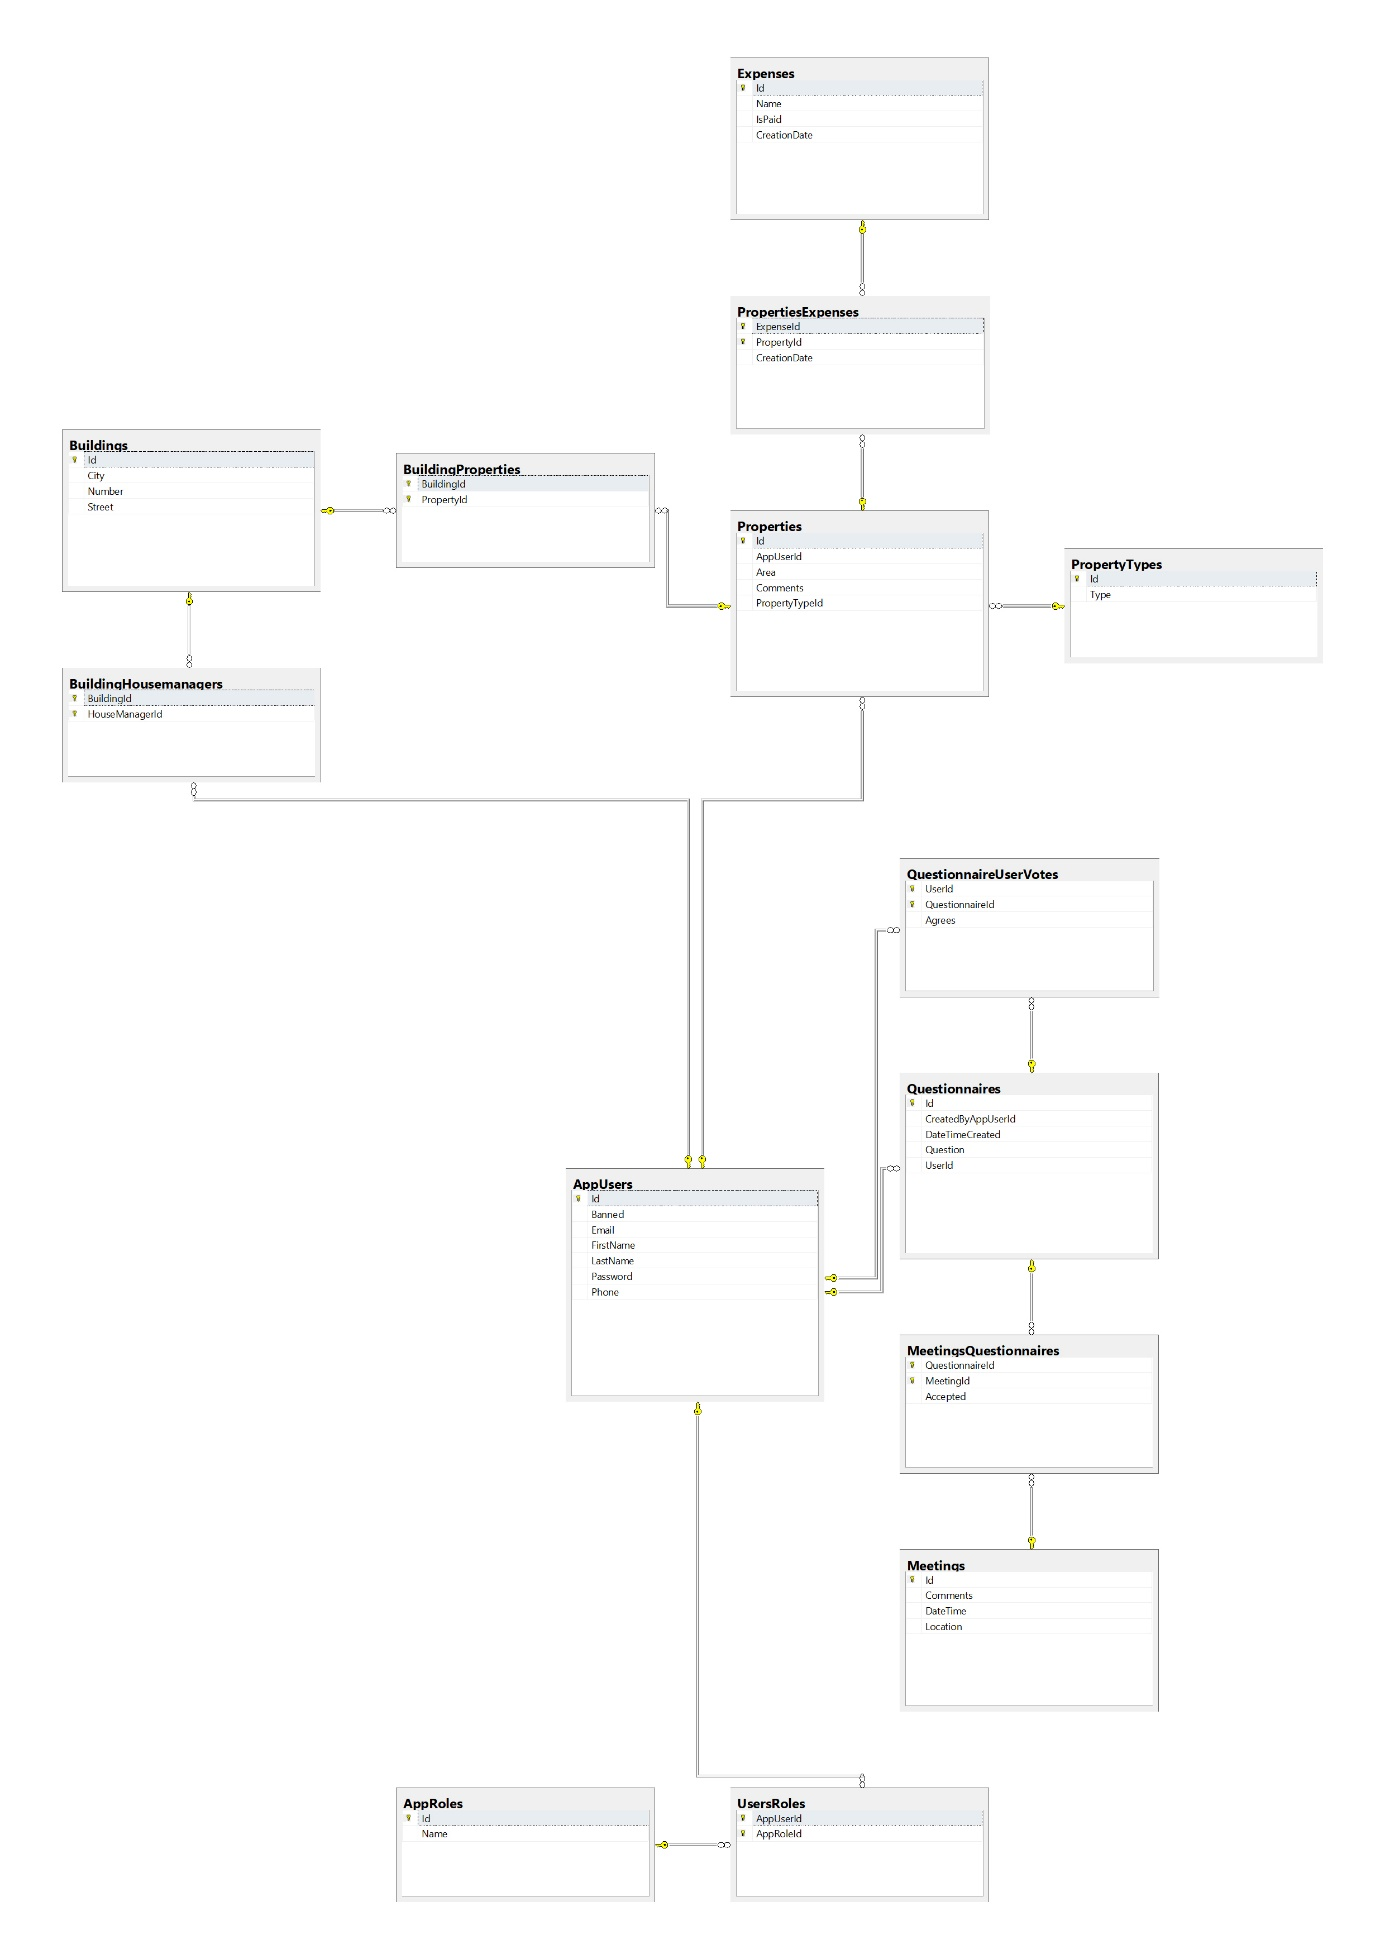 Expenses
Id
Name
IsPaid
CreationDate
PropertiesExpenses
ExpenseId
PropertyId
CreationDate
Buildings
Id
City
Number
Street
BuildingProperties
BuildingId
PropertyId
Properties
Id
AppUserId
Area
Comments
PropertyTypeId
PropertyTypes
Id
Type
BuildingHousemanagers
BuildingId
HouseManagerId
QuestionnaireUserVotes
UserId
QuestionnaireId
Agrees
Questionnaires
Id
CreatedByAppUserId
DateTimeCreated
Question
UserId
AppUsers
Id
Banned
Email
FirstName
LastName
Password
Phone
MeetingsQuestionnaires
QuestionnaireId
MeetingId
Accepted
Meetings
Id
Comments
DateTime
Location
AppRoles
Id
Name
UsersRoles
AppUserId
AppRoleId